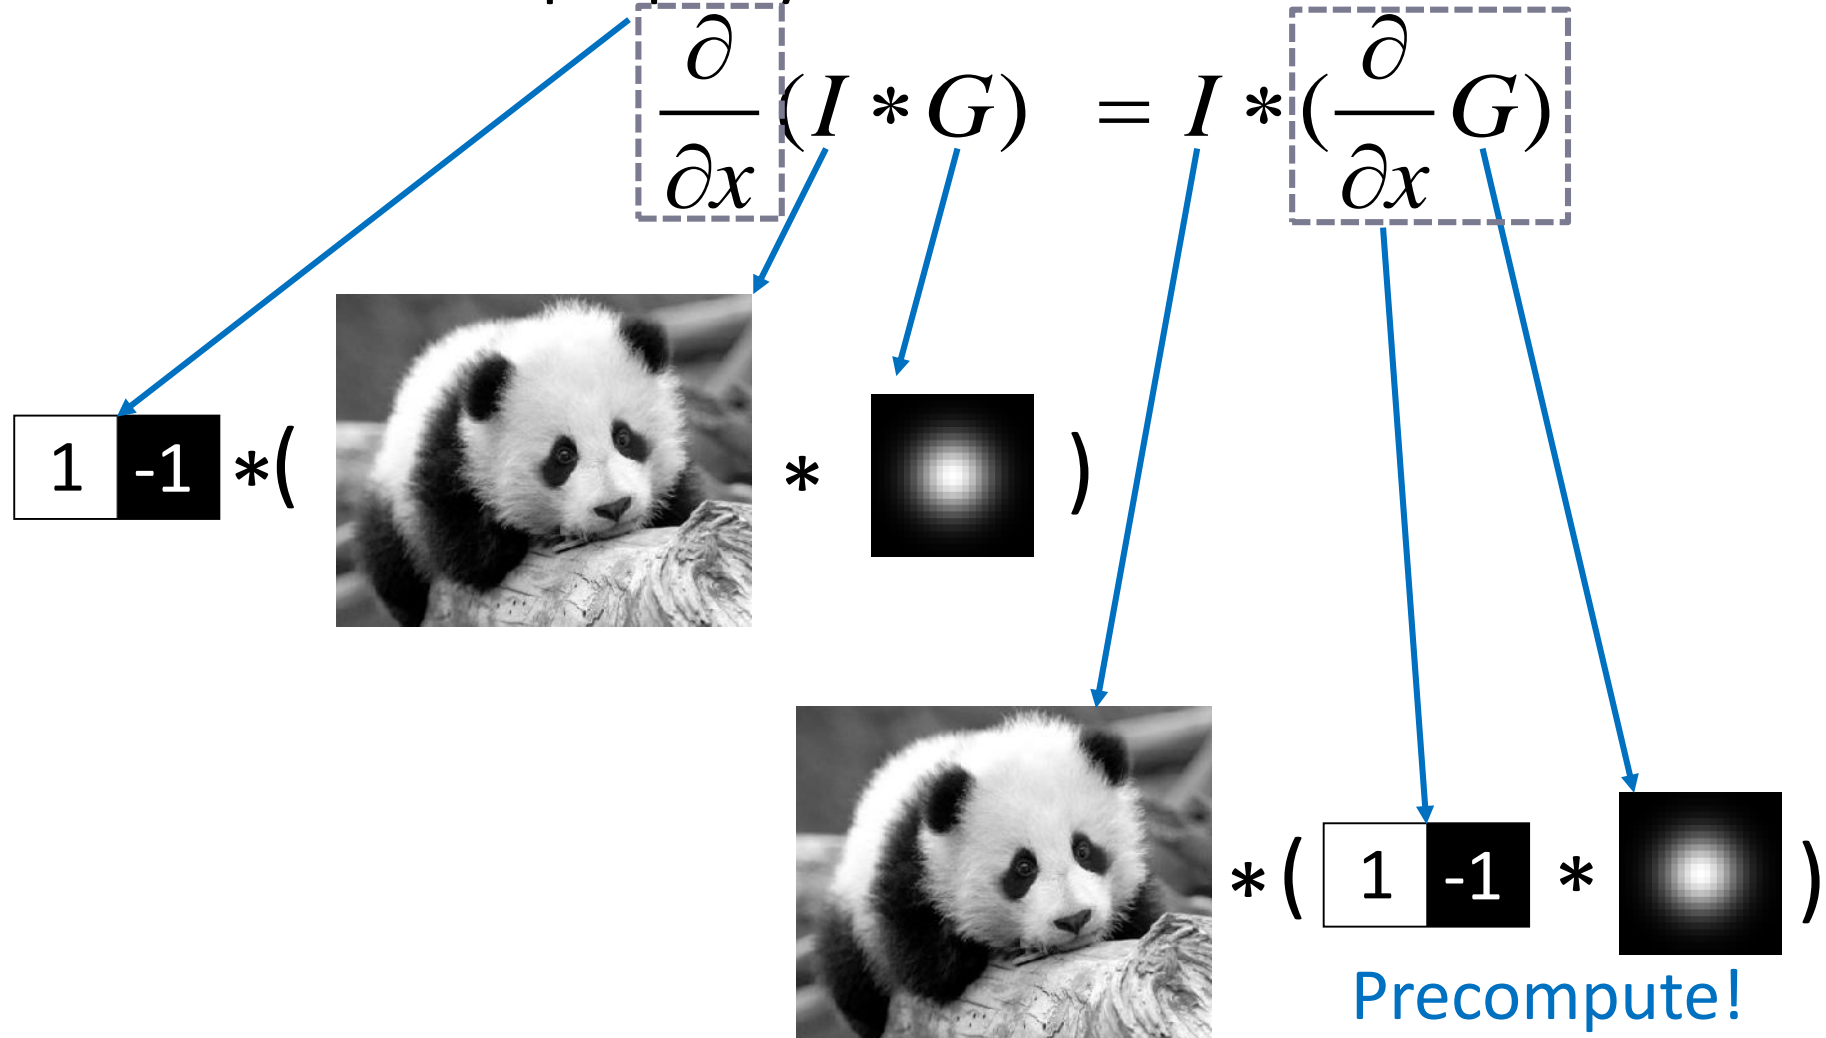 ∂/∂x (I * G) = I * (∂/∂x G)
1 -1 *( * )
* ( 1 -1 * )
Precompute!